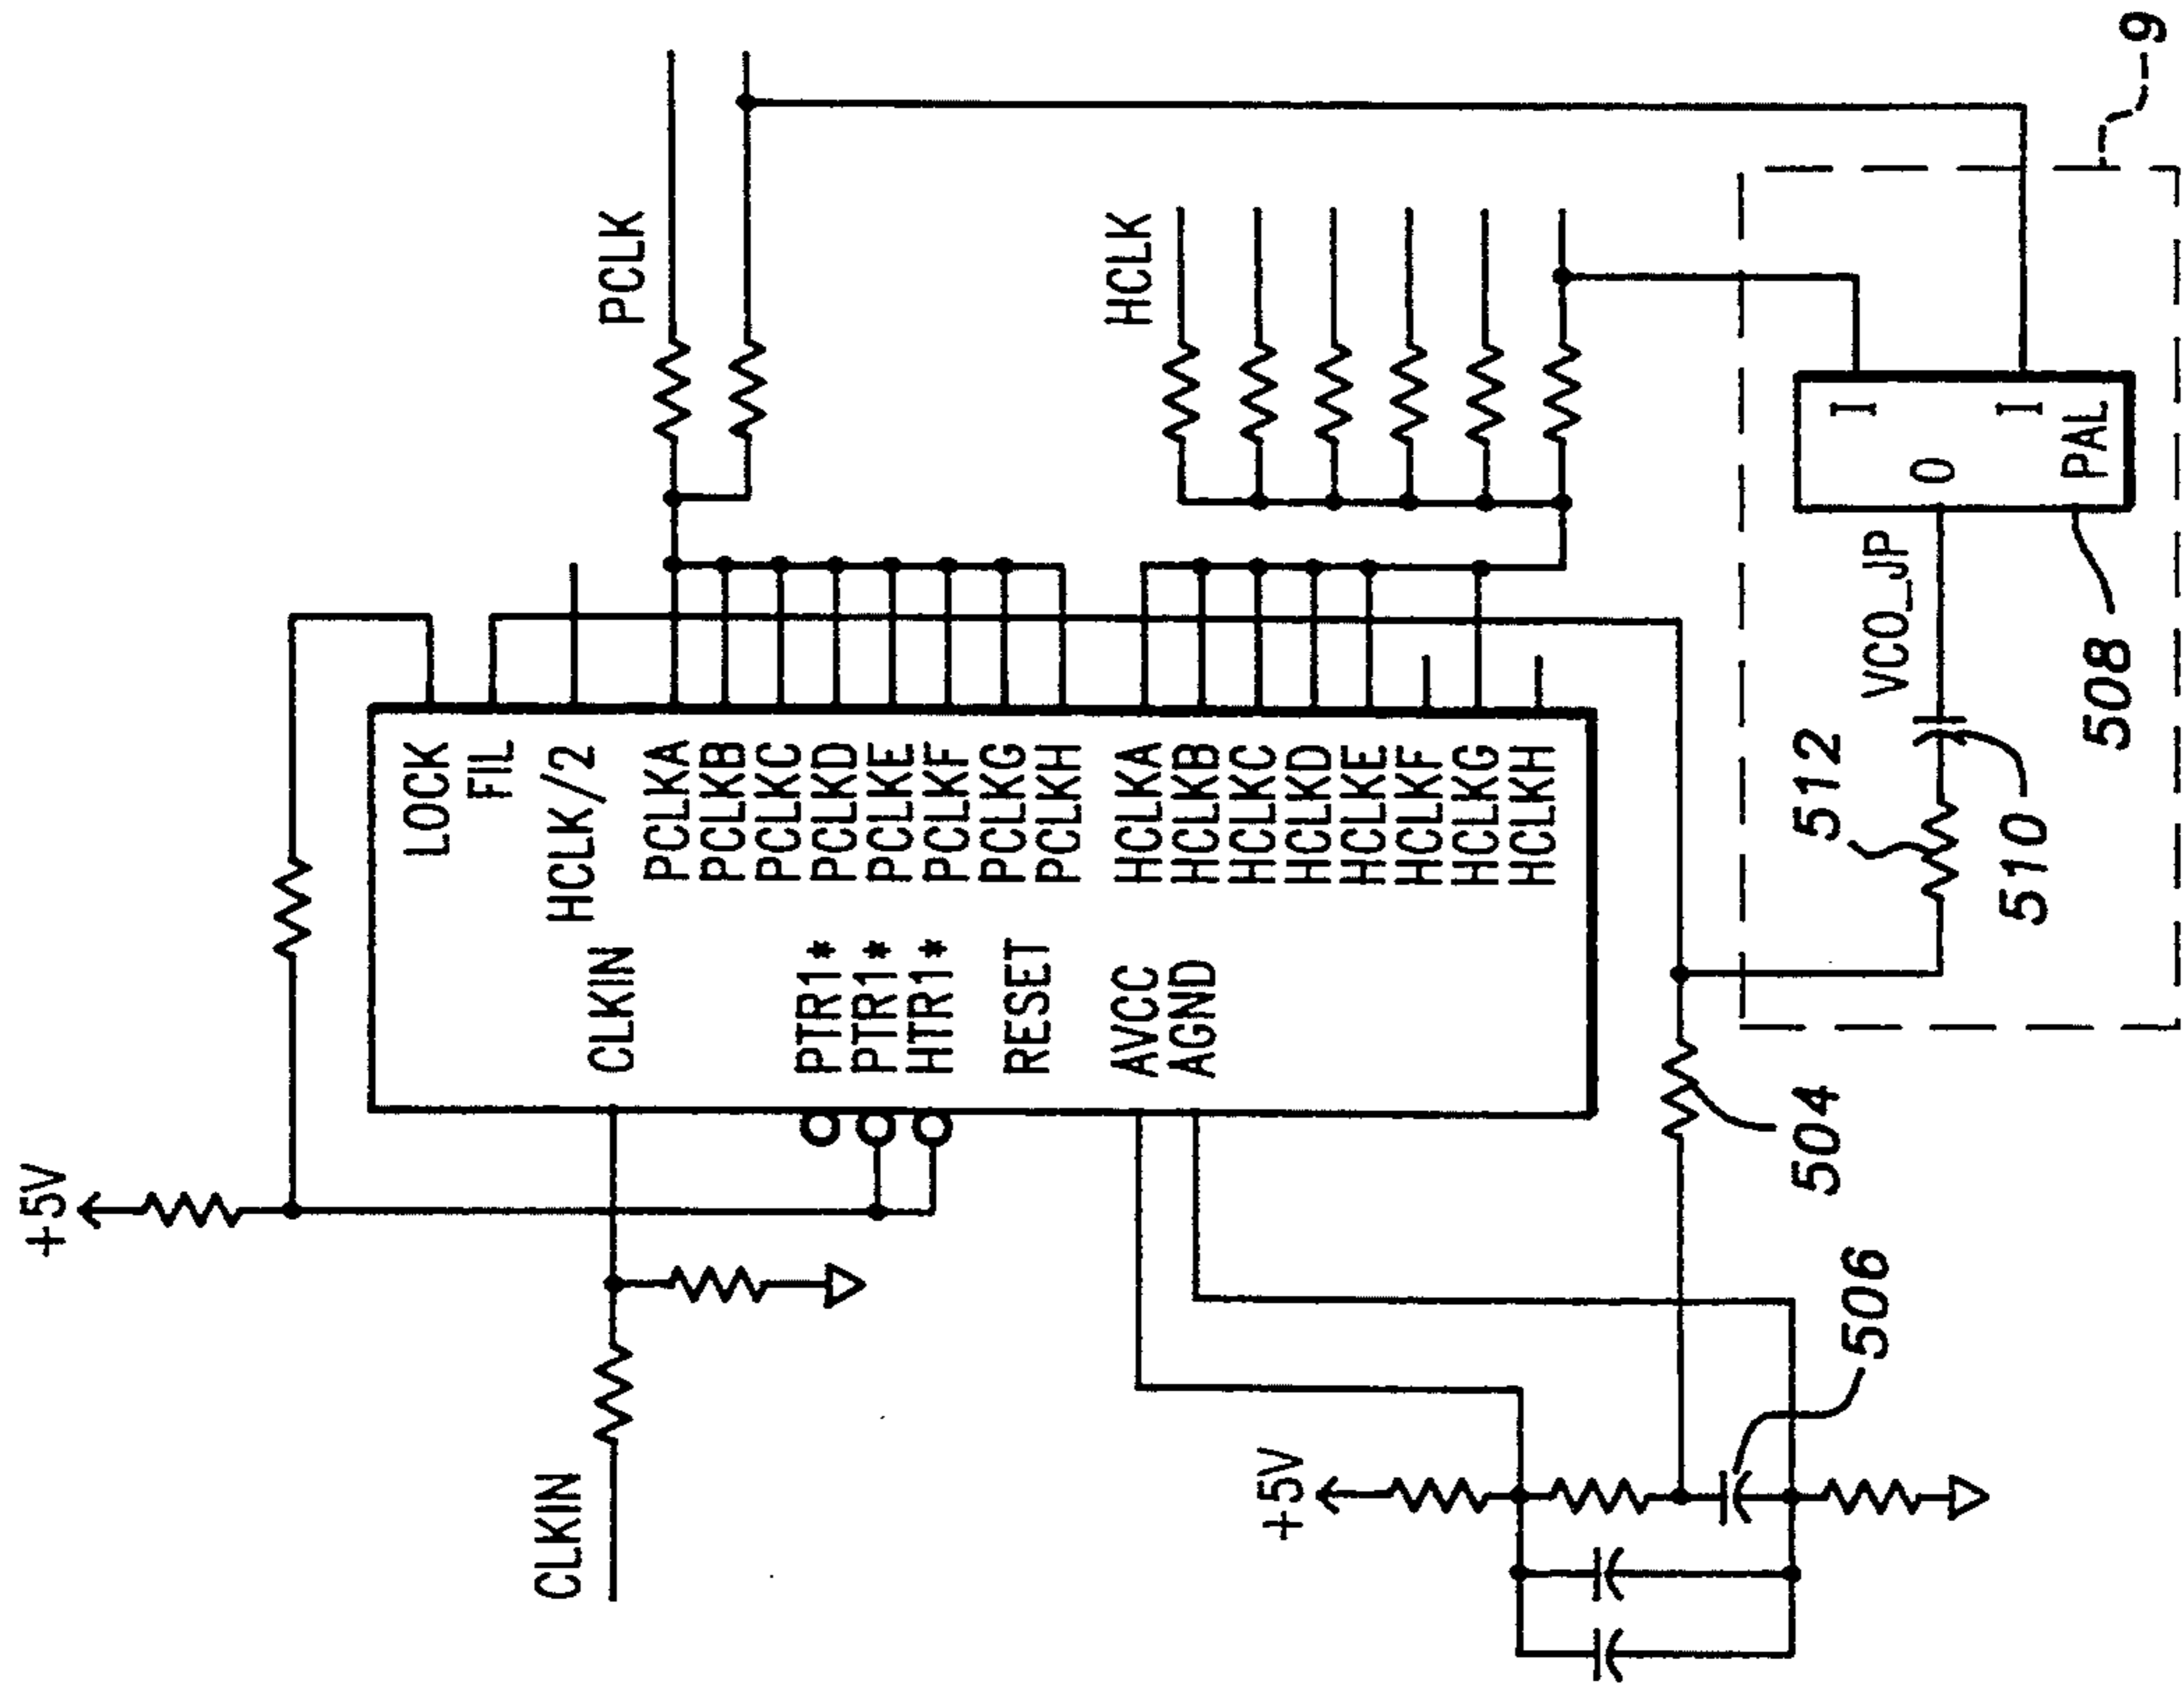 +5V
CLKIN
CLKIN
PTR1*
PTR1*
HTR1*
RESET
AVCC
AGND
LOCK
FIL
HCLK/2
PCLKA
PCLKB
PCLKC
PCLKD
PCLKE
PCLKF
PCLKG
PCLKH
HCLKA
HCLKB
HCLKC
HCLKD
HCLKE
HCLKF
HCLKG
HCLKH
PCLK
HCLK
+5V
506
504
512
510
VCO_JP
508
O
I
I
PAL
9